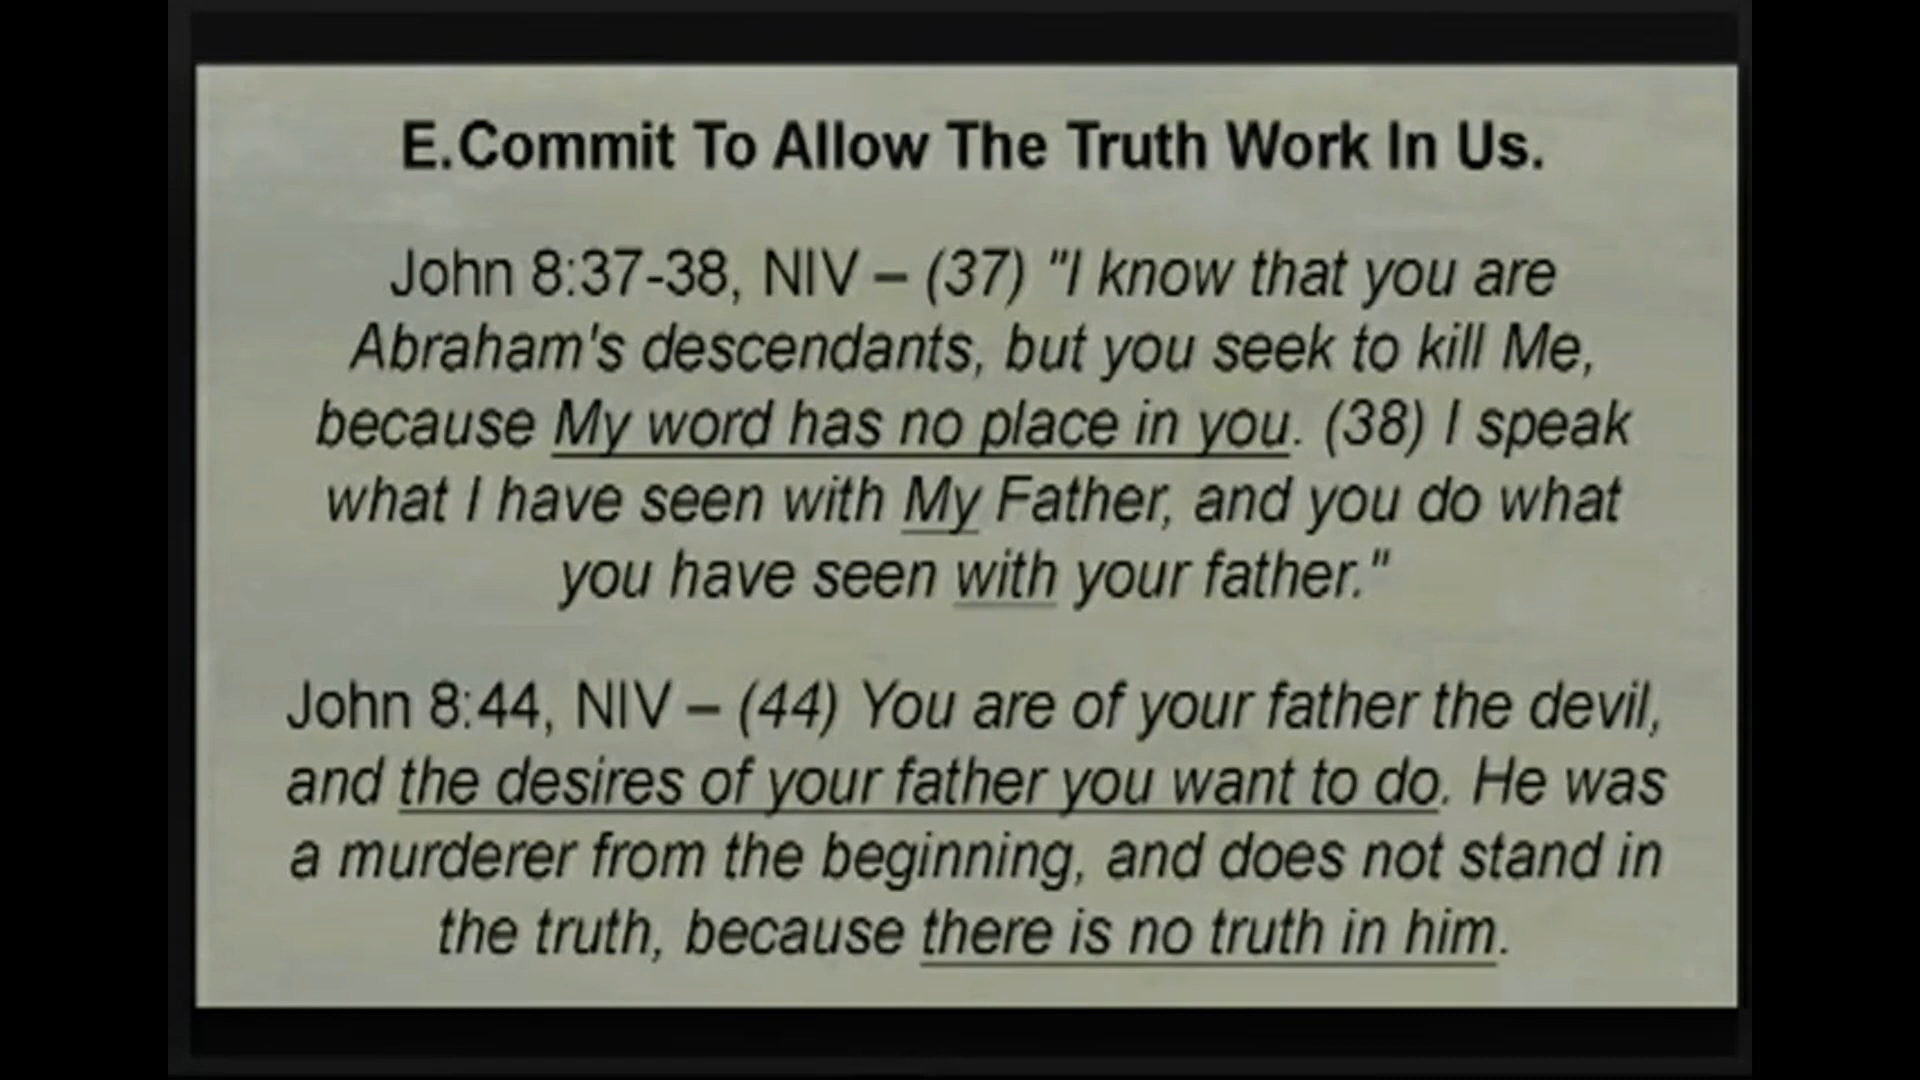 E.Commit To Allow The Truth Work In Us.
John 8:37-38, NIV – (37) "I know that you are
Abraham's descendants, but you seek to kill Me,
because My word has no place in you. (38) I speak
what I have seen with My Father, and you do what
you have seen with your father."
John 8:44, NIV – (44) You are of your father the devil,
and the desires of your father you want to do. He was
a murderer from the beginning, and does not stand in
the truth, because there is no truth in him.